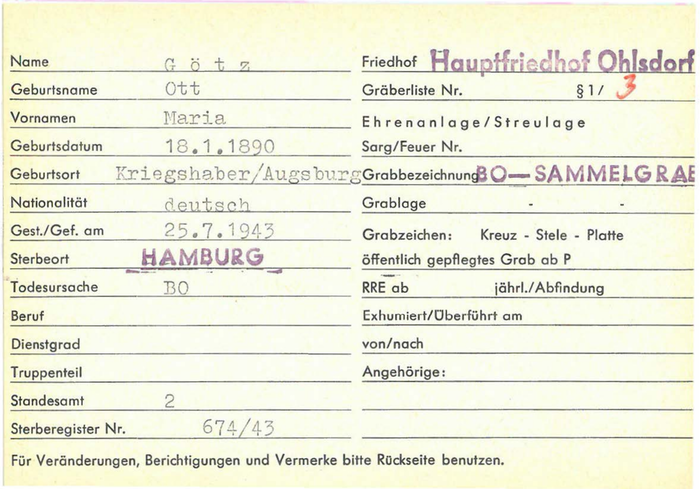 Name Götz
Geburtsname Ott
Vornamen Maria
Geburtsdatum 18.1.1890
Geburtsort Kriegshaber/Augsburg
Nationalität deutsch
Gest./Gef. am 25.7.1943
Sterbeort HAMBURG
Todesursache BO
Beruf
Dienstgrad
Truppenteil
Standesamt 2
Sterberegister Nr. 674/43
Friedhof Hauptfriedhof Ohlsdorf
Gräberliste Nr. § 1/ 3
Ehrenanlage/Streulage
Sarg/Feuer Nr.
Grabbezeichnung BO-SAMMELGRAB
Grablage - -
Grabzeichen: Kreuz - Stele - Platte
öffentlich gepflegtes Grab ab P
RRE ab jährl./Abfindung
Exhumiert/Überführt am
von/nach
Angehörige:
Für Veränderungen, Berichtigungen und Vermerke bitte Rückseite benutzen.